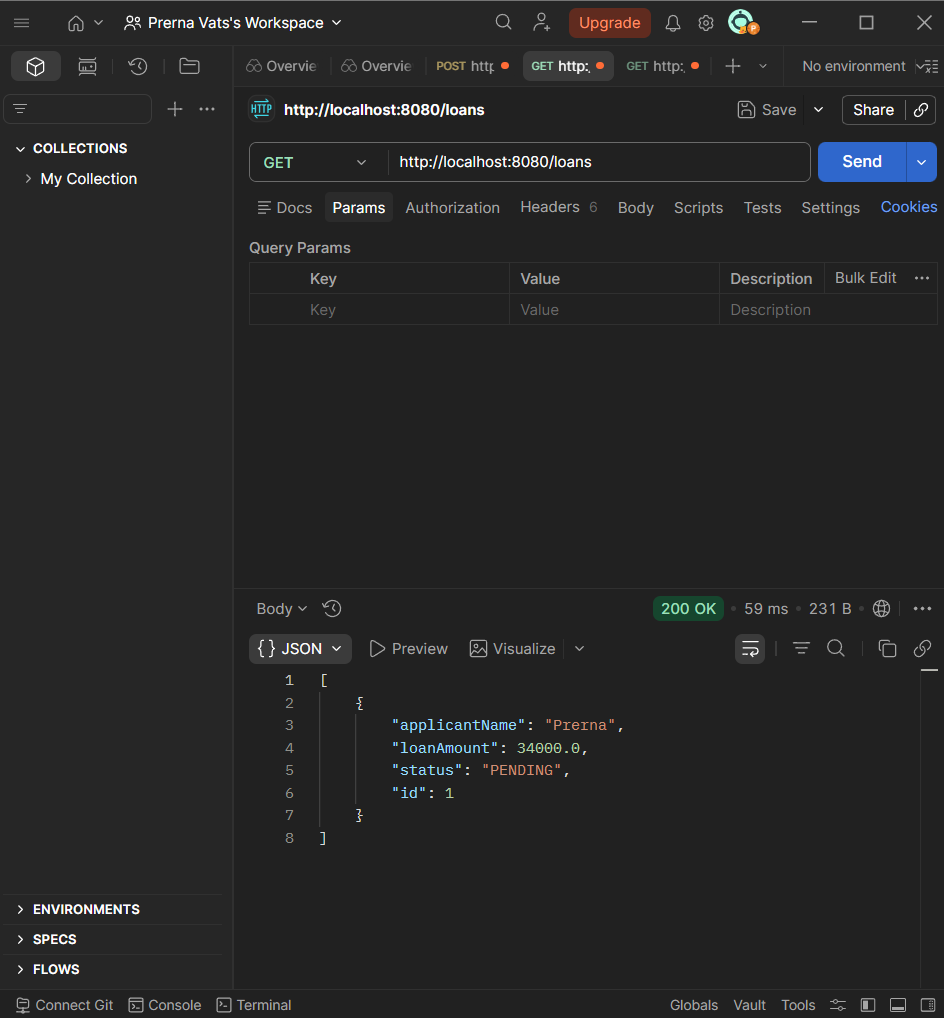 Prerna Vats's Workspace
Upgrade
Overvie
Overvie
POST http
GET http:
GET http:
No environment
HTTP http://localhost:8080/loans
Save
Share
COLLECTIONS
My Collection
GET http://localhost:8080/loans
Send
Docs Params Authorization Headers 6 Body Scripts Tests Settings Cookies
Query Params
Key Value Description Bulk Edit
Key Value Description
Body 200 OK 59 ms 231 B
{} JSON Preview Visualize
1 [
2 {
3 "applicantName": "Prerna",
4 "loanAmount": 34000.0,
5 "status": "PENDING",
6 "id": 1
7 }
8 ]
ENVIRONMENTS
SPECS
FLOWS
Connect Git Console Terminal Globals Vault Tools